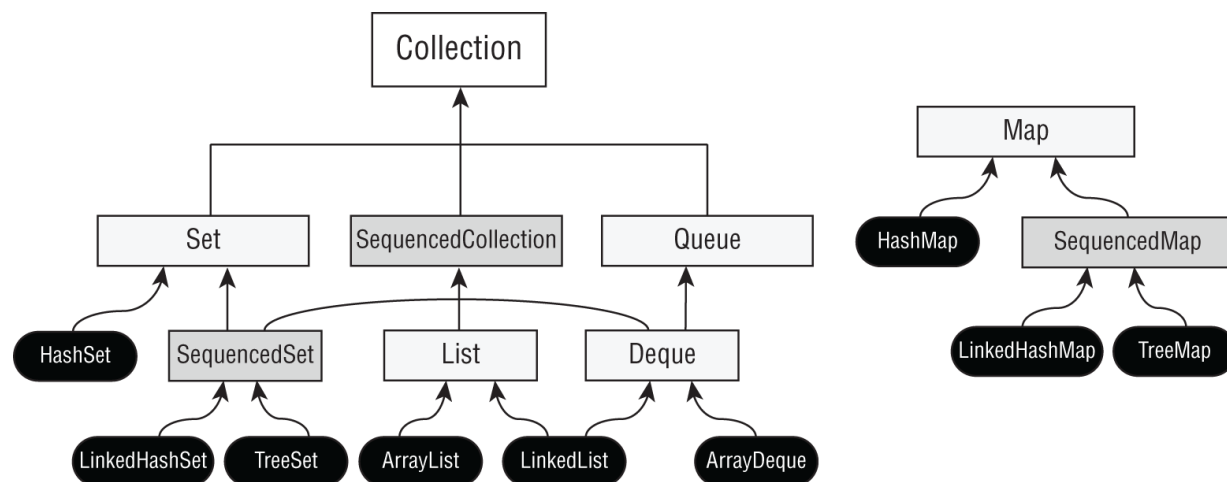 Collection
Map
Set
SequencedCollection
Queue
HashMap
SequencedMap
HashSet
SequencedSet
List
Deque
LinkedHashMap
TreeMap
LinkedHashSet
TreeSet
ArrayList
LinkedList
ArrayDeque